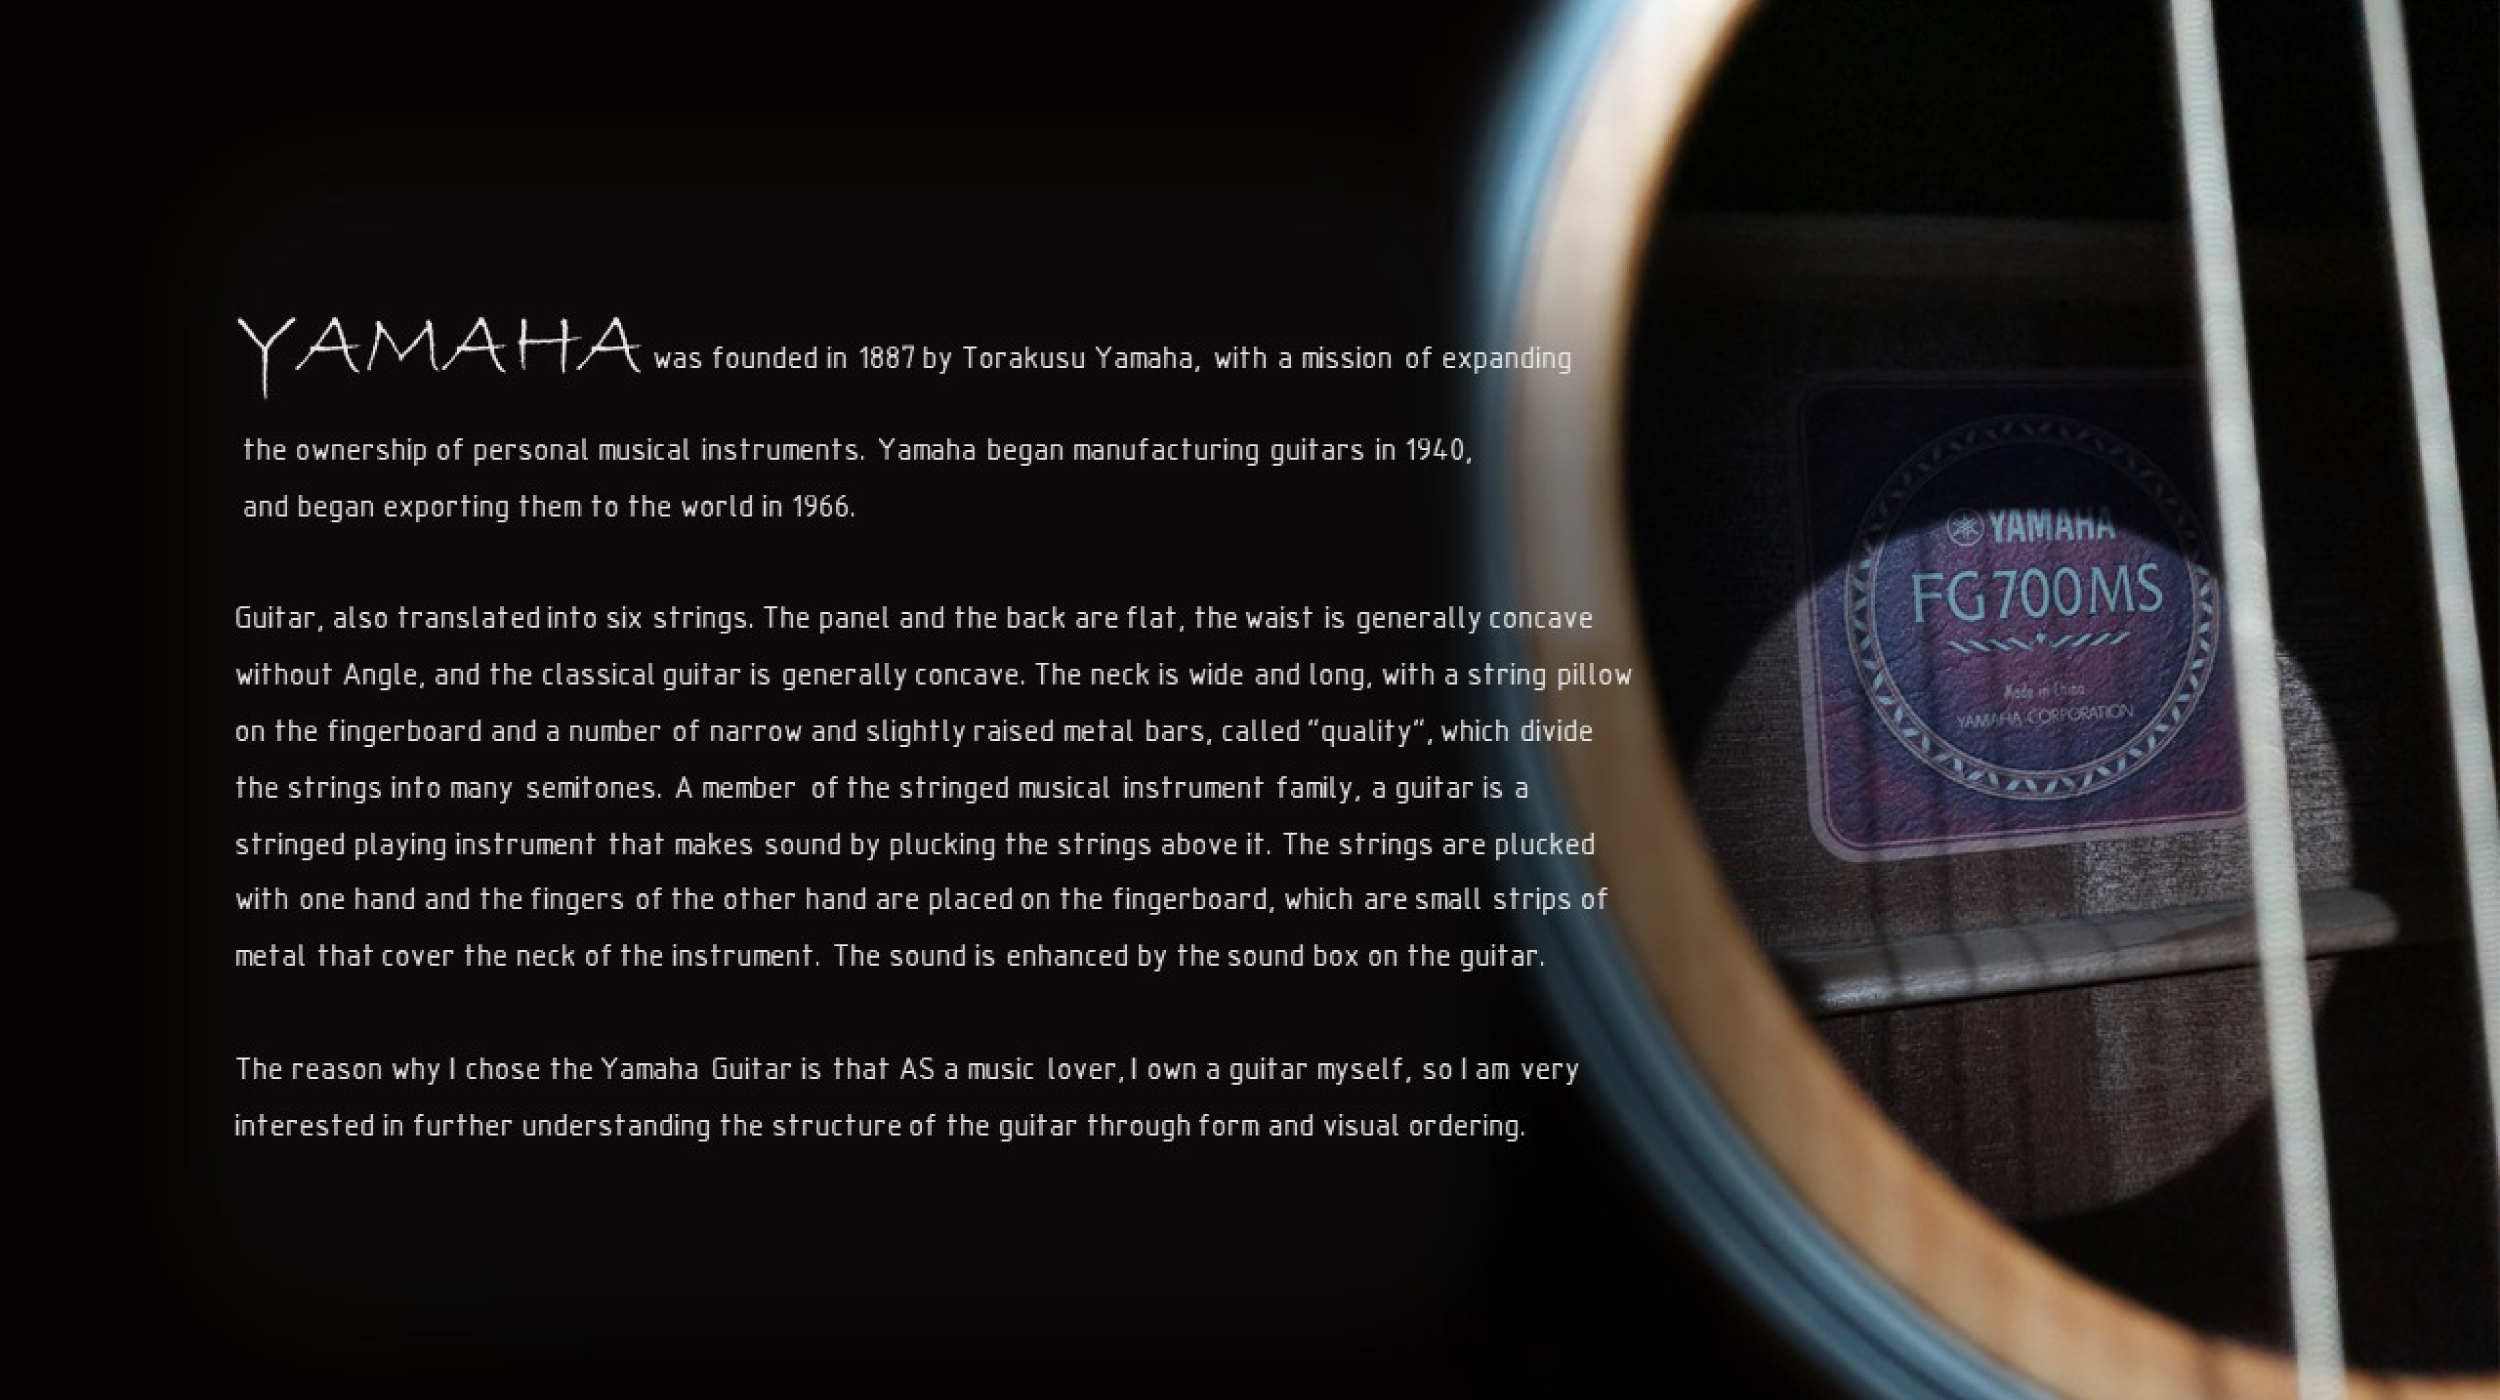 YAMAHA was founded in 1887 by Torakusu Yamaha, with a mission of expanding
the ownership of personal musical instruments. Yamaha began manufacturing guitars in 1940,
and began exporting them to the world in 1966.
Guitar, also translated into six strings. The panel and the back are flat, the waist is generally concave
without Angle, and the classical guitar is generally concave. The neck is wide and long, with a string pillow
on the fingerboard and a number of narrow and slightly raised metal bars, called "quality", which divide
the strings into many semitones. A member of the stringed musical instrument family, a guitar is a
stringed playing instrument that makes sound by plucking the strings above it. The strings are plucked
with one hand and the fingers of the other hand are placed on the fingerboard, which are small strips of
metal that cover the neck of the instrument. The sound is enhanced by the sound box on the guitar.
The reason why I chose the Yamaha Guitar is that AS a music lover, I own a guitar myself, so I am very
interested in further understanding the structure of the guitar through form and visual ordering.
YAMAHA
FG700MS
Made in China
YAMAHA CORPORATION